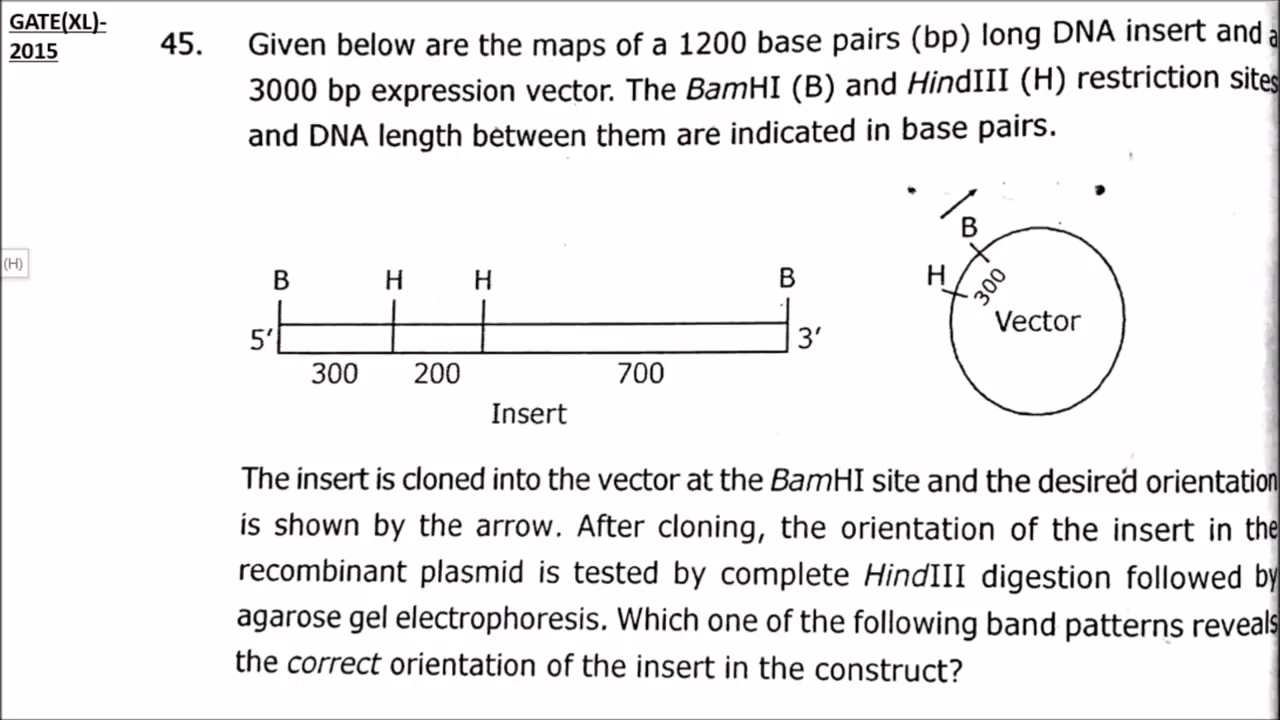 GATE(XL)-
2015
45. Given below are the maps of a 1200 base pairs (bp) long DNA insert and a
3000 bp expression vector. The BamHI (B) and HindIII (H) restriction sites
and DNA length between them are indicated in base pairs.
(H)
B H H B
5′ 3′
300 200 700
Insert
B
H
300
Vector
The insert is cloned into the vector at the BamHI site and the desired orientation
is shown by the arrow. After cloning, the orientation of the insert in the
recombinant plasmid is tested by complete HindIII digestion followed by
agarose gel electrophoresis. Which one of the following band patterns reveals
the correct orientation of the insert in the construct?